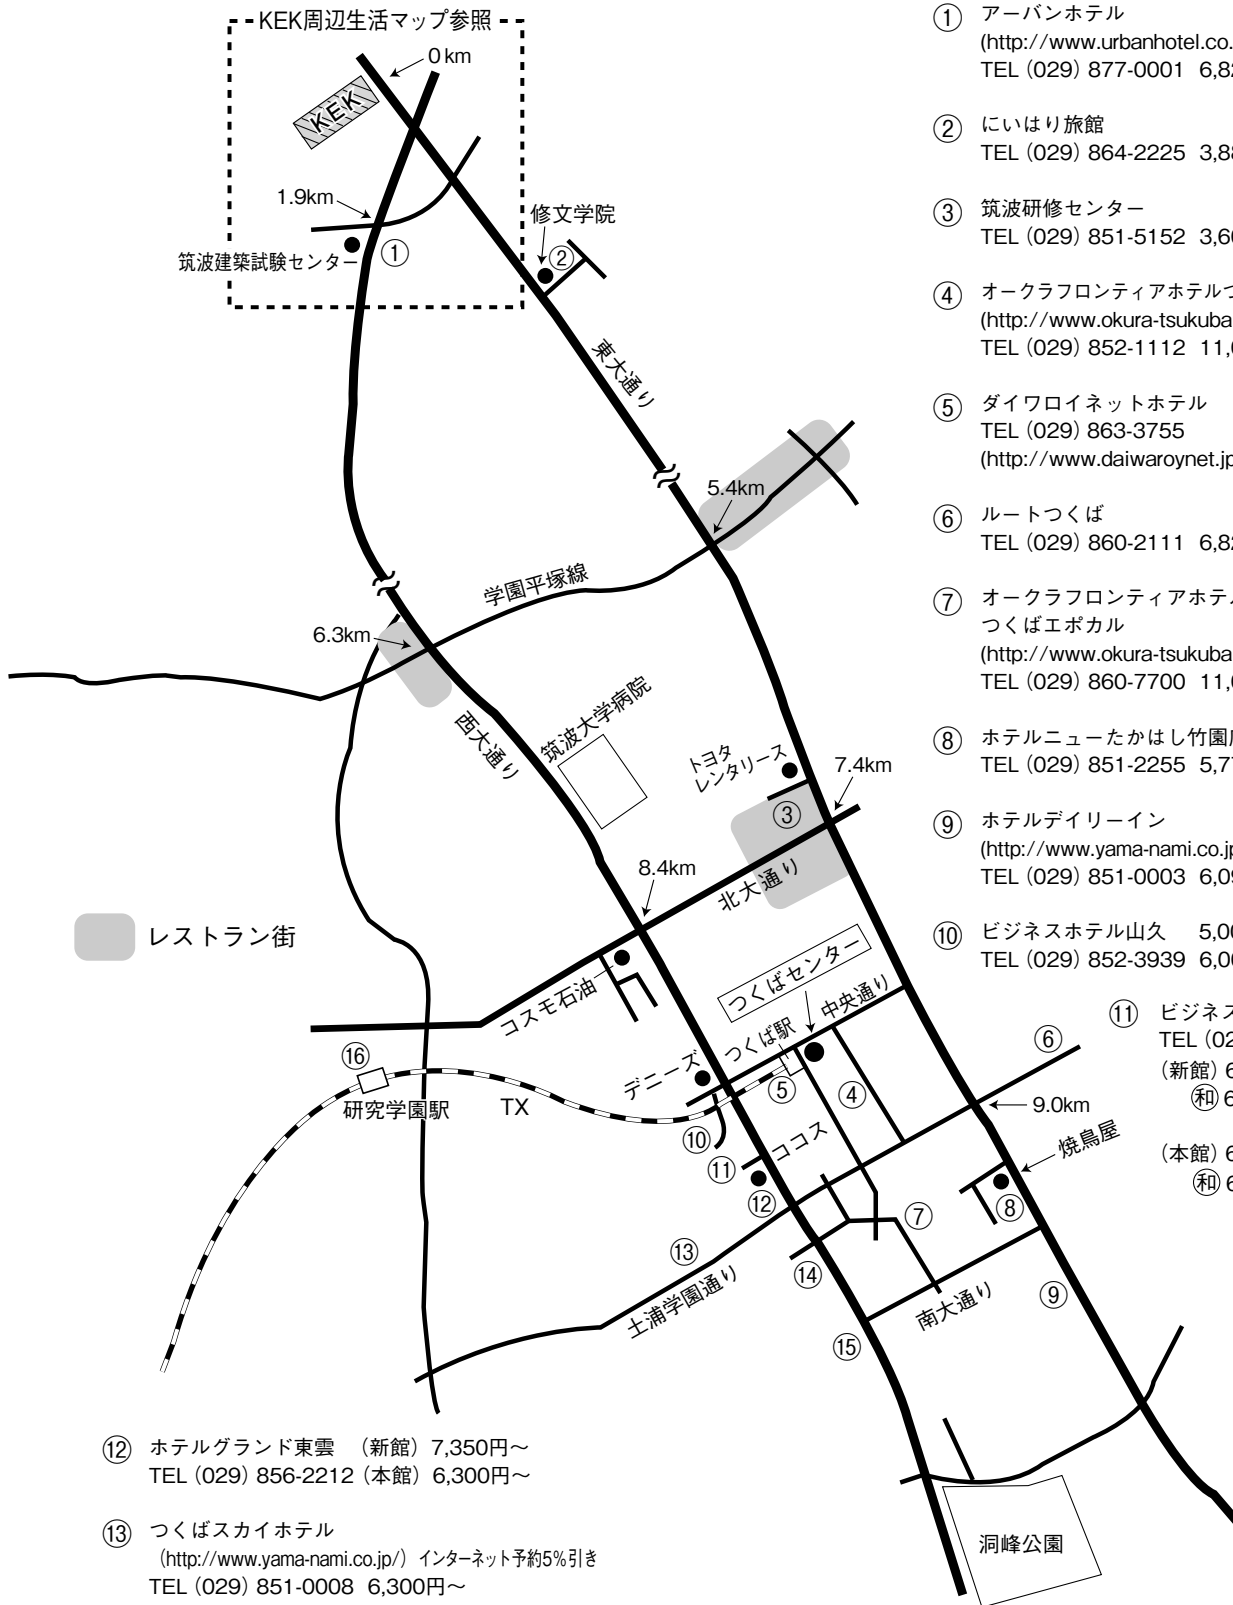 KEK周辺生活マップ参照
0km
KEK
1.9km
筑波建築試験センター
①
修文学院
②
東大通り
5.4km
学園平塚線
6.3km
西大通り
筑波大学病院
トヨタ
レンタリース
7.4km
③
8.4km
北大通り
レストラン街
コスモ石油
つくばセンター
つくば駅
中央通り
⑥
⑯
研究学園駅
TX
デニーズ
⑤
④
9.0km
⑩
ココス
⑪
焼鳥屋
⑫
⑧
⑦
⑬
⑭
土浦学園通り
南大通り
⑨
⑮
洞峰公園
① アーバンホテル
(http://www.urbanhotel.co.
TEL (029) 877-0001 6,82
② にいはり旅館
TEL (029) 864-2225 3,88
③ 筑波研修センター
TEL (029) 851-5152 3,60
④ オークラフロンティアホテルつ
(http://www.okura-tsukuba
TEL (029) 852-1112 11,0
⑤ ダイワロイネットホテル
TEL (029) 863-3755
(http://www.daiwaroynet.jp
⑥ ルートつくば
TEL (029) 860-2111 6,82
⑦ オークラフロンティアホテル
つくばエポカル
(http://www.okura-tsukuba
TEL (029) 860-7700 11,0
⑧ ホテルニューたかはし竹園店
TEL (029) 851-2255 5,77
⑨ ホテルデイリーイン
(http://www.yama-nami.co.jp
TEL (029) 851-0003 6,09
⑩ ビジネスホテル山久 5,00
TEL (029) 852-3939 6,00
⑪ ビジネス
TEL (02
(新館) 6
㊥ 6
(本館) 6
㊥ 6
⑫ ホテルグランド東雲 (新館) 7,350円～
TEL (029) 856-2212 (本館) 6,300円～
⑬ つくばスカイホテル
(http://www.yama-nami.co.jp/) インターネット予約5%引き
TEL (029) 851-0008 6,300円～